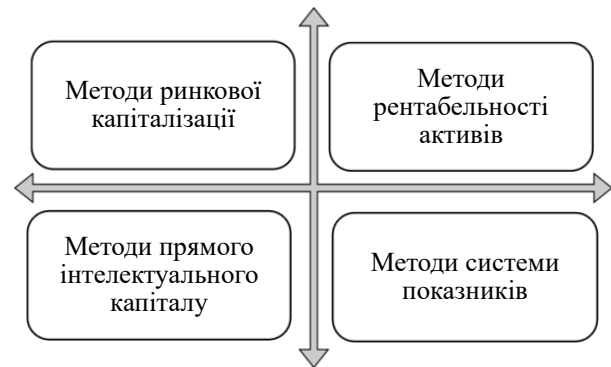 Методи ринкової
капіталізації
Методи
рентабельності
активів
Методи прямого
інтелектуального
капіталу
Методи системи
показників